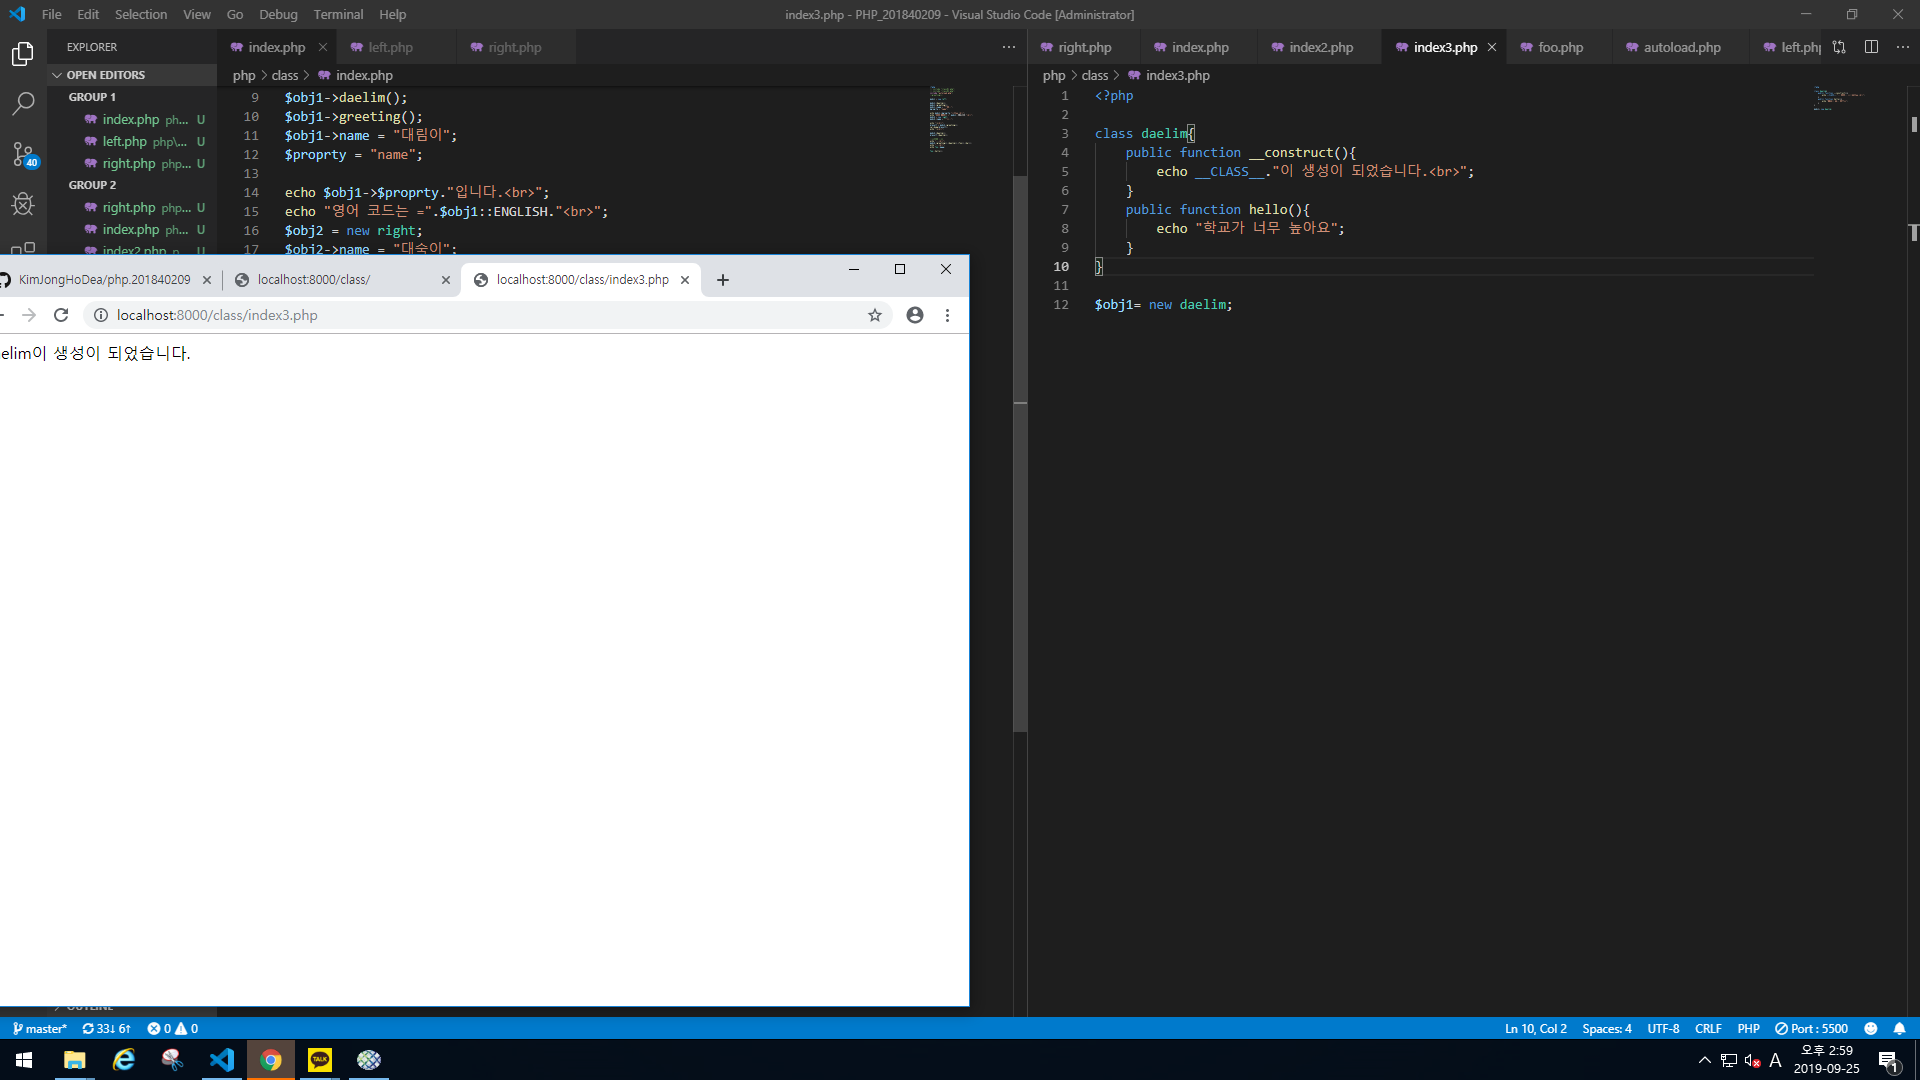 File Edit Selection View Go Debug Terminal Help
index3.php - PHP_201840209 - Visual Studio Code [Administrator]
EXPLORER
OPEN EDITORS
GROUP 1
index.php ph... U
left.php php\... U
right.php php... U
GROUP 2
right.php php... U
index.php ph... U
index2.php p... U
40
index.php left.php right.php
php > class > index.php
9 $obj1->daelim();
10 $obj1->greeting();
11 $obj1->name = "대림이";
12 $proprty = "name";
13
14 echo $obj1->$proprty."입니다.<br>";
15 echo "영어 코드는 =".$obj1::ENGLISH."<br>";
16 $obj2 = new right;
17 $obj2->name = "대숙이";
right.php index.php index2.php index3.php foo.php autoload.php left.php
php > class > index3.php
1 <?php
2
3 class daelim{
4 public function __construct(){
5 echo __CLASS__."이 생성이 되었습니다.<br>";
6 }
7 public function hello(){
8 echo "학교가 너무 높아요";
9 }
10 }
11
12 $obj1= new daelim;
KimJongHoDea/php.201840209 localhost:8000/class/ localhost:8000/class/index3.php
localhost:8000/class/index3.php
elim이 생성이 되었습니다.
OUTLINE
master* 33↓ 6↑ 0 0
Ln 10, Col 2 Spaces: 4 UTF-8 CRLF PHP Port : 5500
TALK
A
오후 2:59
2019-09-25
1